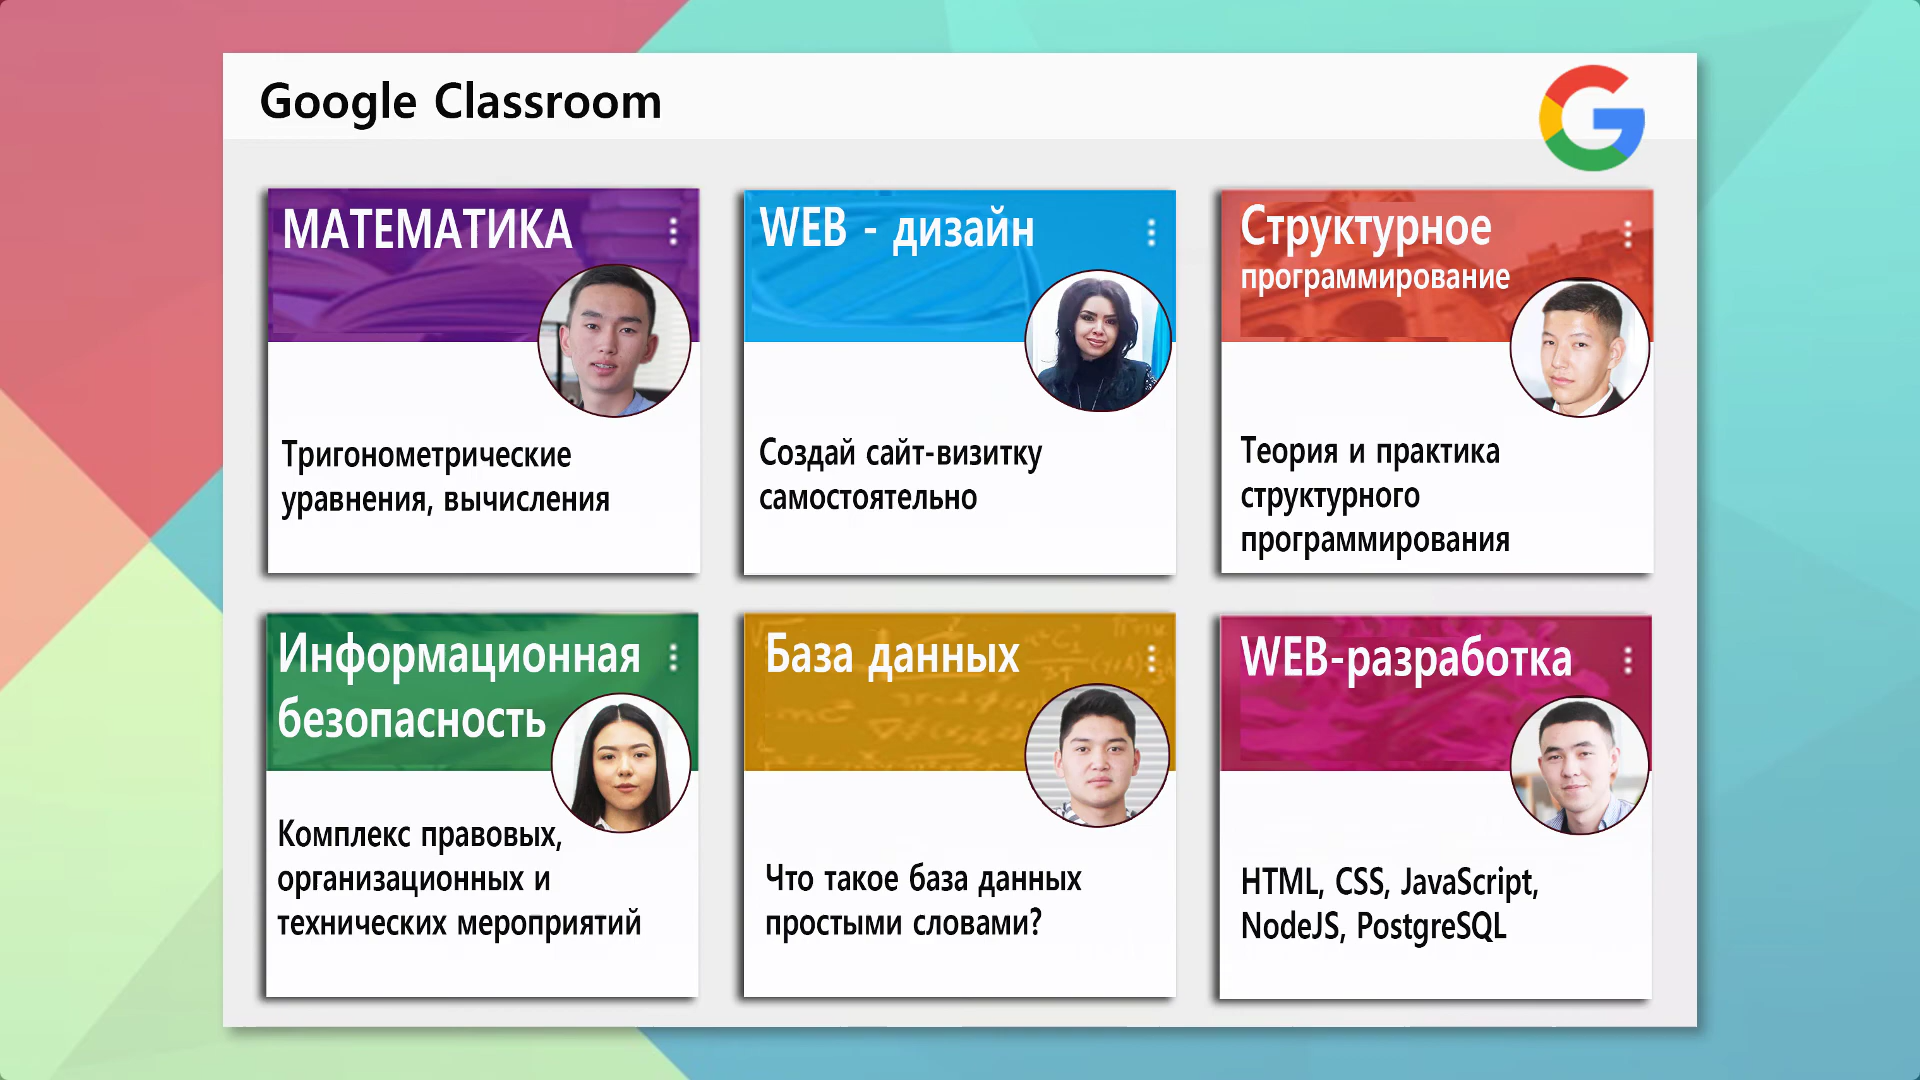 Google Classroom
МАТЕМАТИКА
Тригонометрические
уравнения, вычисления
WEB - дизайн
Создай сайт-визитку
самостоятельно
Структурное
программирование
Теория и практика
структурного
программирования
Информационная
безопасность
Комплекс правовых,
организационных и
технических мероприятий
База данных
Что такое база данных
простыми словами?
WEB-разработка
HTML, CSS, JavaScript,
NodeJS, PostgreSQL